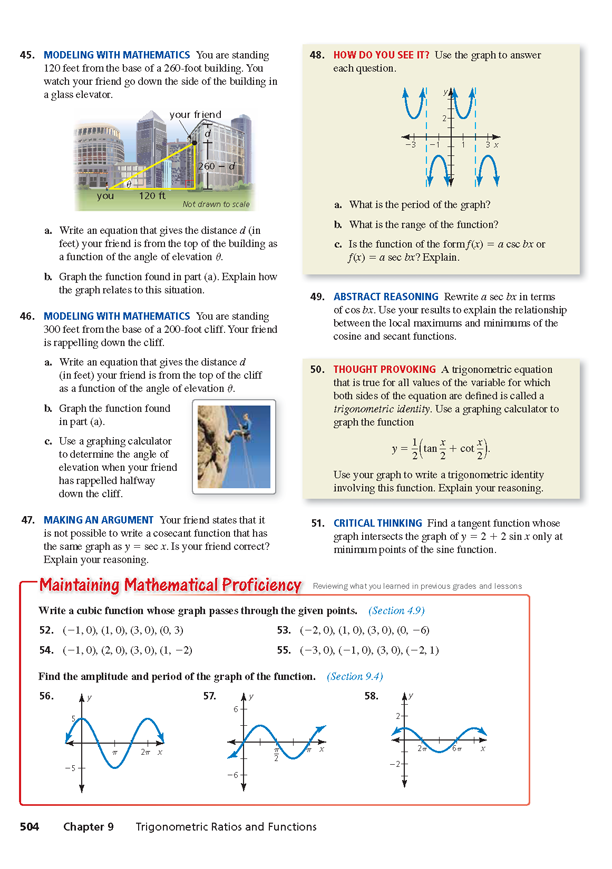 45. MODELING WITH MATHEMATICS You are standing
120 feet from the base of a 260-foot building. You
watch your friend go down the side of the building in
a glass elevator.
your friend
d
260 − d
θ
you
120 ft
Not drawn to scale
a. Write an equation that gives the distance d (in
feet) your friend is from the top of the building as
a function of the angle of elevation θ.
b. Graph the function found in part (a). Explain how
the graph relates to this situation.
46. MODELING WITH MATHEMATICS You are standing
300 feet from the base of a 200-foot cliff. Your friend
is rappelling down the cliff.
a. Write an equation that gives the distance d
(in feet) your friend is from the top of the cliff
as a function of the angle of elevation θ.
b. Graph the function found
in part (a).
c. Use a graphing calculator
to determine the angle of
elevation when your friend
has rappelled halfway
down the cliff.
47. MAKING AN ARGUMENT Your friend states that it
is not possible to write a cosecant function that has
the same graph as y = sec x. Is your friend correct?
Explain your reasoning.
48. HOW DO YOU SEE IT? Use the graph to answer
each question.
y
2
−3 −1 1 3 x
a. What is the period of the graph?
b. What is the range of the function?
c. Is the function of the form f(x) = a csc bx or
f(x) = a sec bx? Explain.
49. ABSTRACT REASONING Rewrite a sec bx in terms
of cos bx. Use your results to explain the relationship
between the local maximums and minimums of the
cosine and secant functions.
50. THOUGHT PROVOKING A trigonometric equation
that is true for all values of the variable for which
both sides of the equation are defined is called a
trigonometric identity. Use a graphing calculator to
graph the function
y = 1/2(tan x/2 + cot x/2).
Use your graph to write a trigonometric identity
involving this function. Explain your reasoning.
51. CRITICAL THINKING Find a tangent function whose
graph intersects the graph of y = 2 + 2 sin x only at
minimum points of the sine function.
Maintaining Mathematical Proficiency Reviewing what you learned in previous grades and lessons
Write a cubic function whose graph passes through the given points. (Section 4.9)
52. (−1, 0), (1, 0), (3, 0), (0, 3)
53. (−2, 0), (1, 0), (3, 0), (0, −6)
54. (−1, 0), (2, 0), (3, 0), (1, −2)
55. (−3, 0), (−1, 0), (3, 0), (−2, 1)
Find the amplitude and period of the graph of the function. (Section 9.4)
56.
y
5
π 2π x
−5
57.
y
6
π/2 π x
−6
58.
y
2
2π 6π x
−2
504 Chapter 9 Trigonometric Ratios and Functions